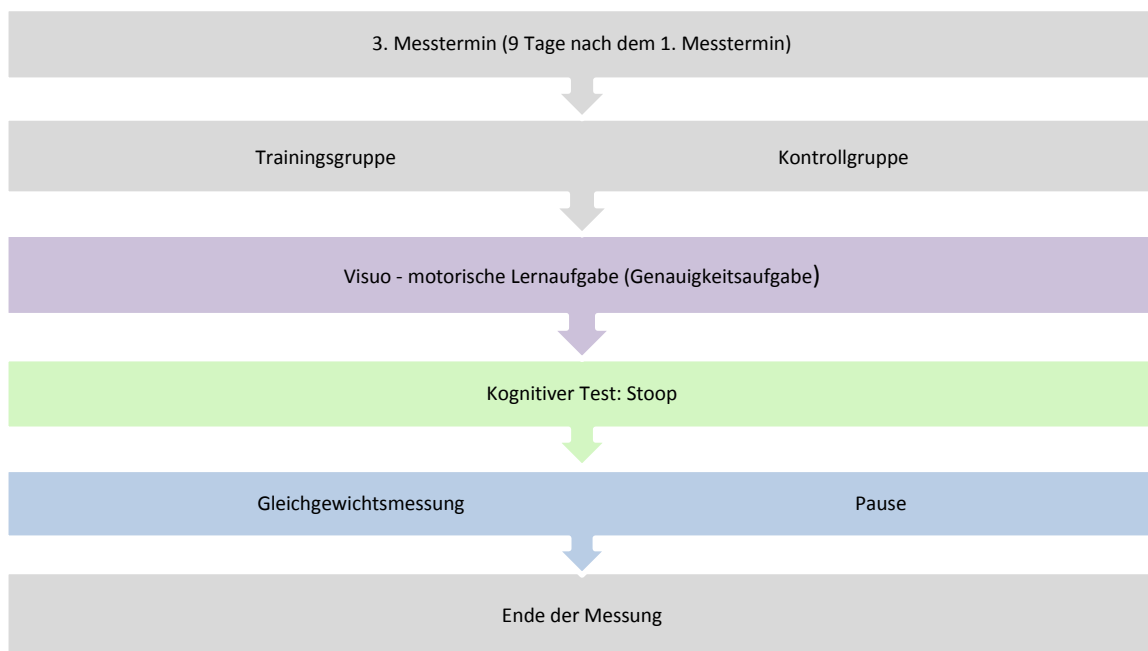 3. Messtermin (9 Tage nach dem 1. Messtermin)
Trainingsgruppe Kontrollgruppe
Visuo - motorische Lernaufgabe (Genauigkeitsaufgabe)
Kognitiver Test: Stoop
Gleichgewichtsmessung Pause
Ende der Messung